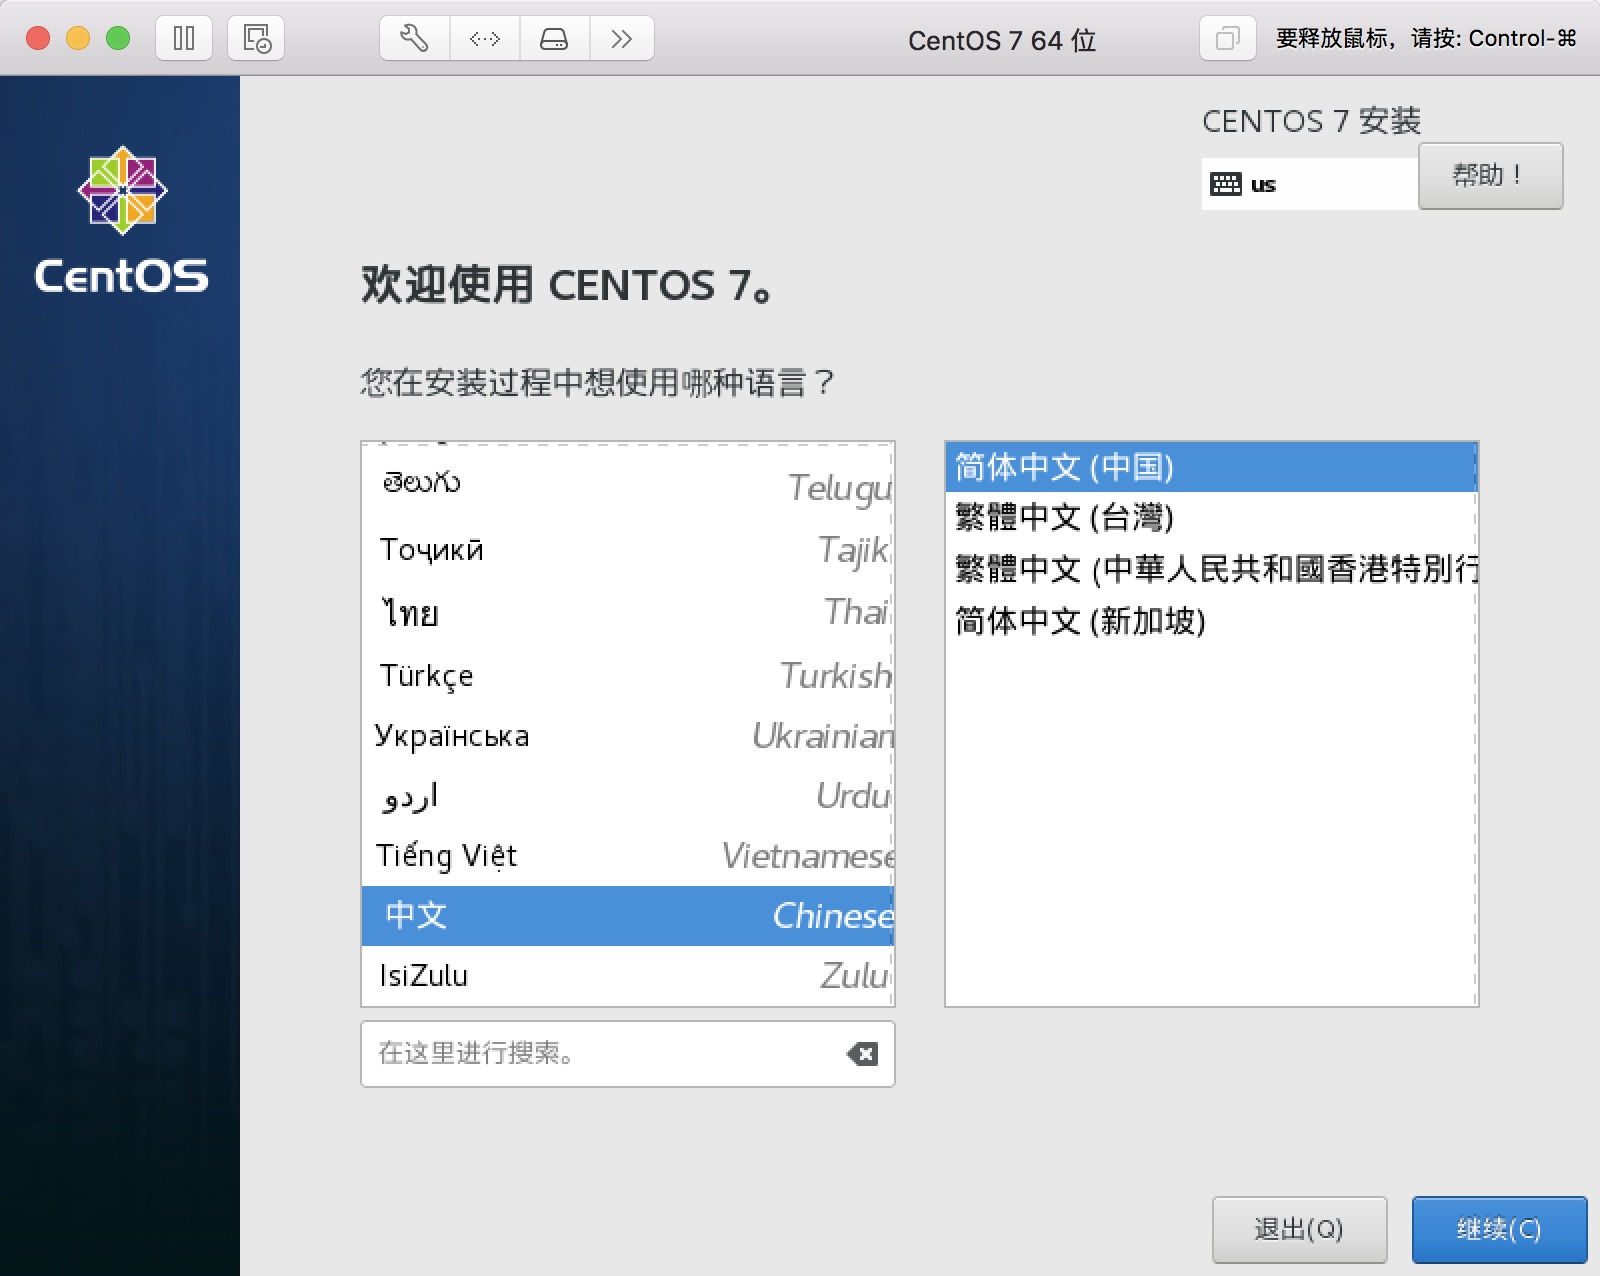 CentOS 7 64 位
要释放鼠标，请按: Control-⌘
CentOS
CENTOS 7 安装
us
帮助！
欢迎使用 CENTOS 7。
您在安装过程中想使用哪种语言？
తెలుగు Telugu
Тоҷикӣ Tajik
ไทย Thai
Türkçe Turkish
Українська Ukrainian
اردو Urdu
Tiếng Việt Vietnamese
中文 Chinese
IsiZulu Zulu
简体中文 (中国)
繁體中文 (台灣)
繁體中文 (中華人民共和國香港特別行
简体中文 (新加坡)
在这里进行搜索。
退出(Q)
继续(C)